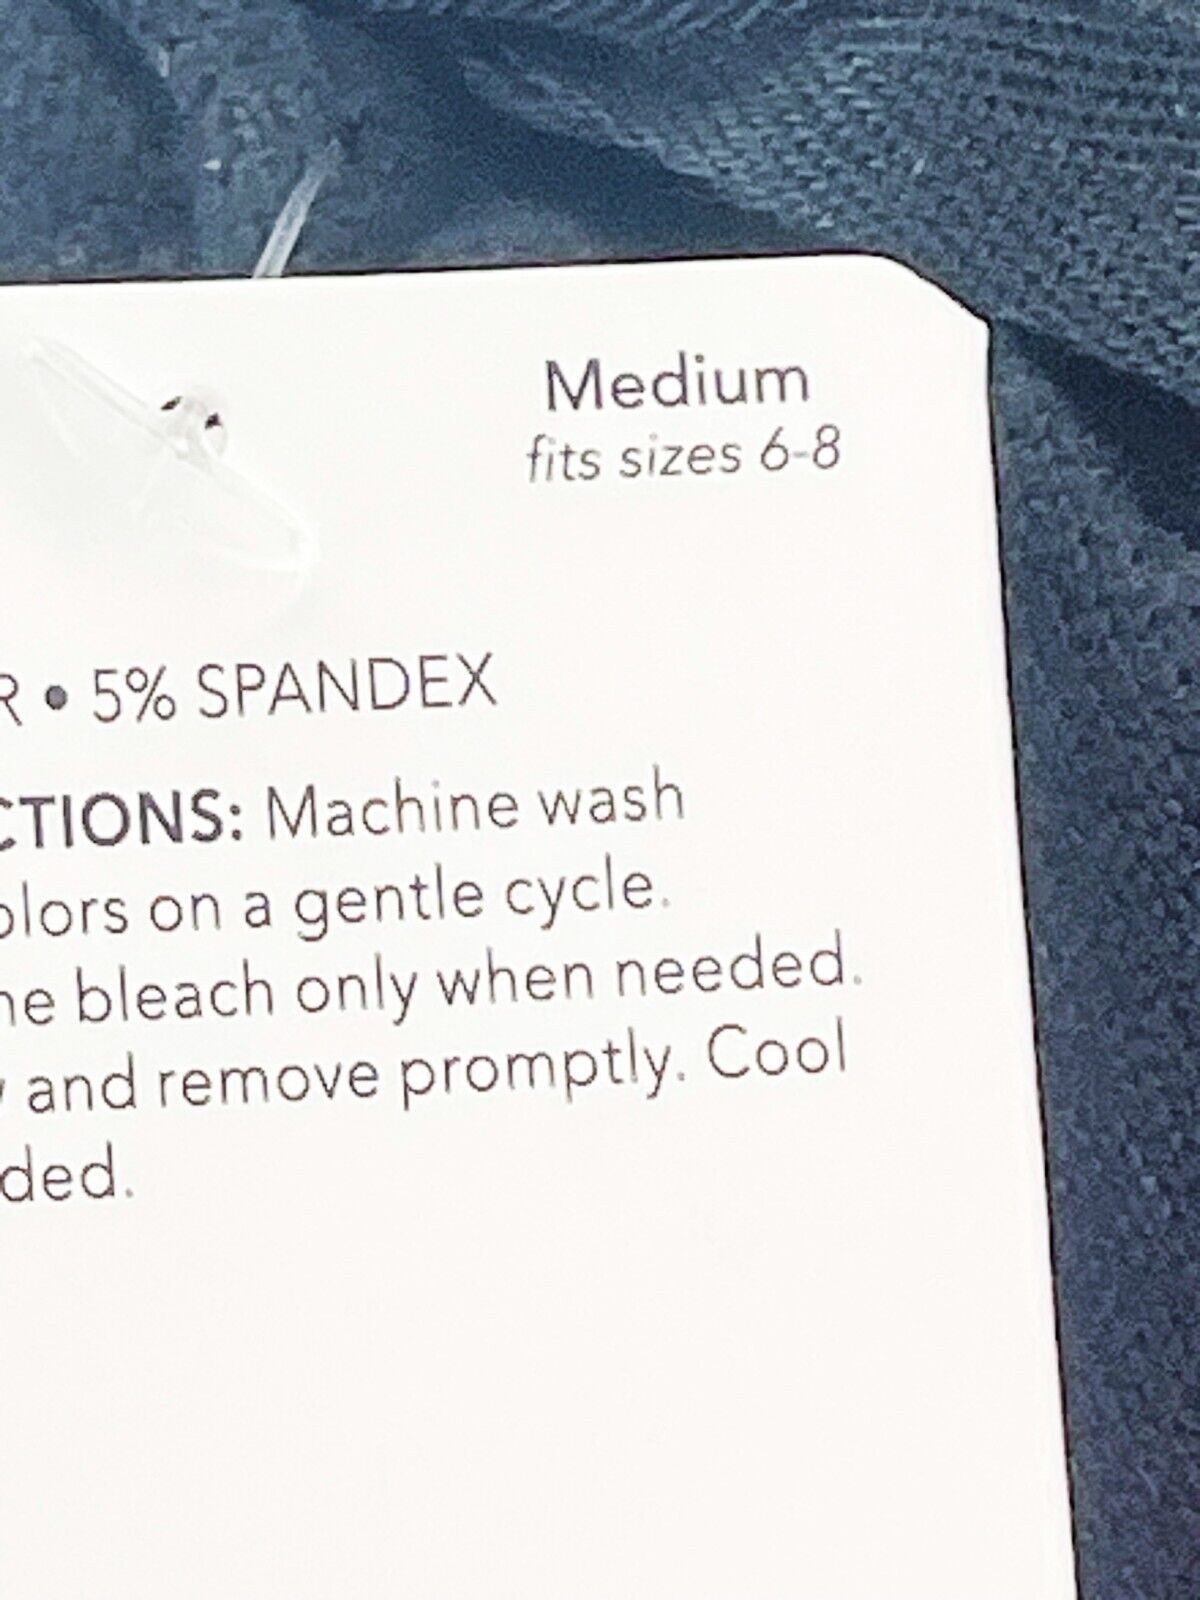 Medium
fits sizes 6-8
R • 5% SPANDEX
CTIONS: Machine wash
olors on a gentle cycle.
ne bleach only when needed.
and remove promptly. Cool
ded.